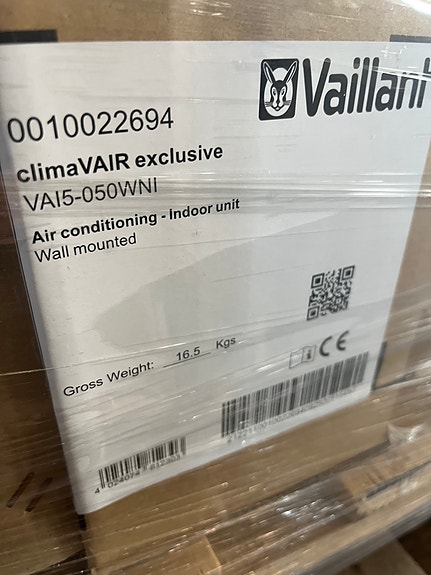 Vaillant
0010022694
climaVAIR exclusive
VAI5-050WNI
Air conditioning - Indoor unit
Wall mounted
Gross Weight: 16.5 Kgs
CE